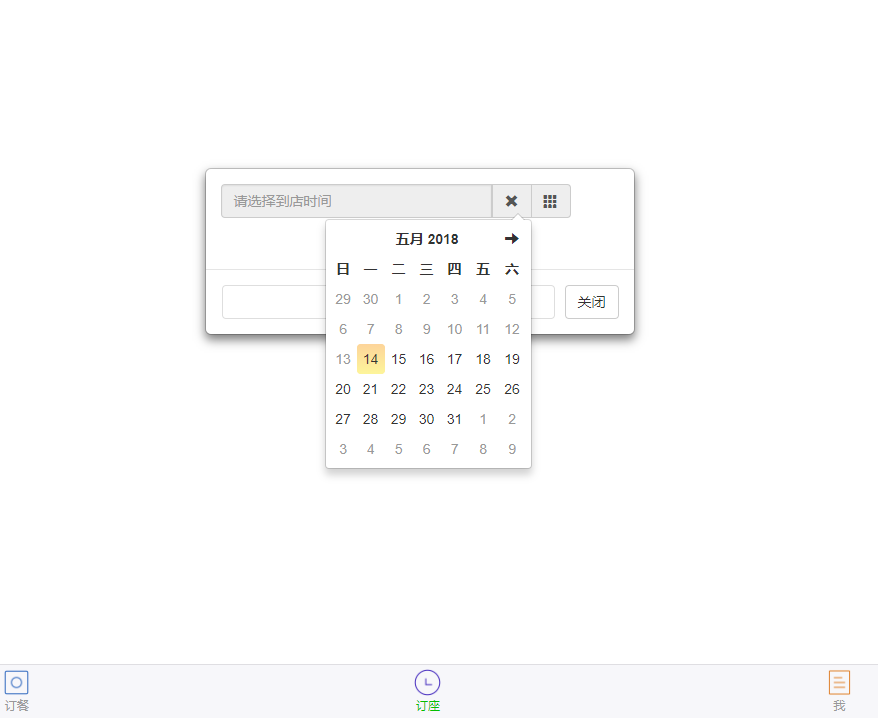 请选择到店时间
五月 2018
日 一 二 三 四 五 六
29 30 1 2 3 4 5
6 7 8 9 10 11 12
13 14 15 16 17 18 19
20 21 22 23 24 25 26
27 28 29 30 31 1 2
3 4 5 6 7 8 9
关闭
订餐 订座 我